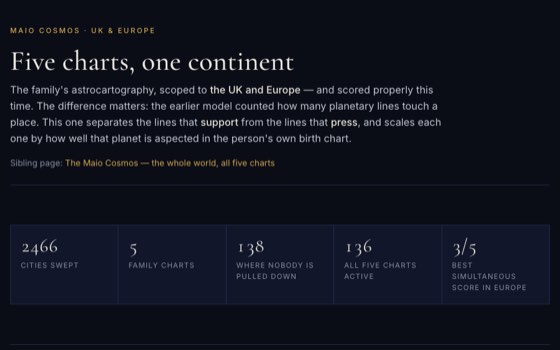 MAIO COSMOS · UK & EUROPE
Five charts, one continent
The family's astrocartography, scoped to the UK and Europe — and scored properly this
time. The difference matters: the earlier model counted how many planetary lines touch a
place. This one separates the lines that support from the lines that press, and scales each
one by how well that planet is aspected in the person's own birth chart.
Sibling page: The Maio Cosmos — the whole world, all five charts
2466
CITIES SWEPT
5
FAMILY CHARTS
138
WHERE NOBODY IS
PULLED DOWN
136
ALL FIVE CHARTS
ACTIVE
3/5
BEST
SIMULTANEOUS
SCORE IN EUROPE